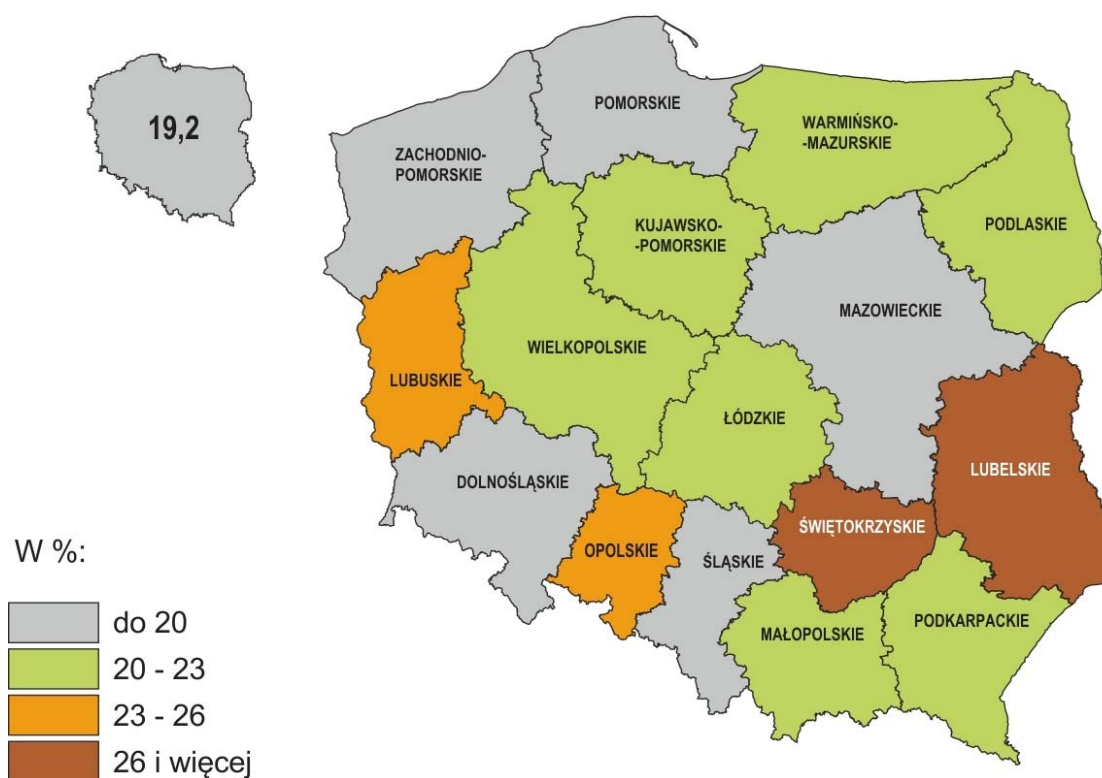 19,2
POMORSKIE
WARMIŃSKO-
-MAZURSKIE
ZACHODNIO-
POMORSKIE
KUJAWSKO-
-POMORSKIE
PODLASKIE
MAZOWIECKIE
WIELKOPOLSKIE
LUBUSKIE
ŁÓDZKIE
LUBELSKIE
DOLNOŚLĄSKIE
ŚWIĘTOKRZYSKIE
OPOLSKIE
ŚLĄSKIE
MAŁOPOLSKIE
PODKARPACKIE
W %:
do 20
20 - 23
23 - 26
26 i więcej